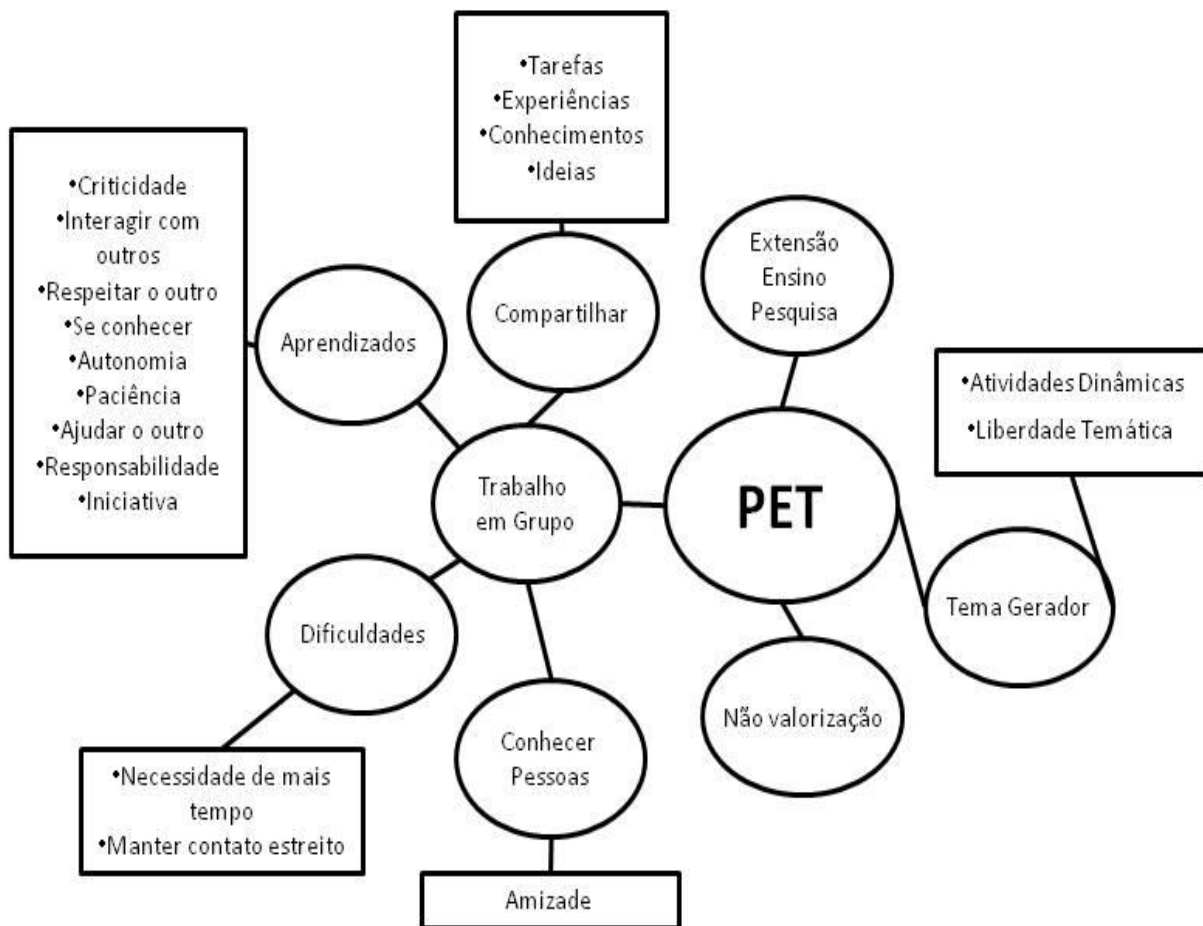 •Tarefas
•Experiências
•Conhecimentos
•Ideias
•Criticidade
•Interagir com
outros
•Respeitar o outro
•Se conhecer
•Autonomia
•Paciência
•Ajudar o outro
•Responsabilidade
•Iniciativa
Aprendizados
Compartilhar
Extensão
Ensino
Pesquisa
•Atividades Dinâmicas
•Liberdade Temática
Trabalho
em Grupo
PET
Tema Gerador
Dificuldades
Não valorização
Conhecer
Pessoas
•Necessidade de mais
tempo
•Manter contato estreito
Amizade